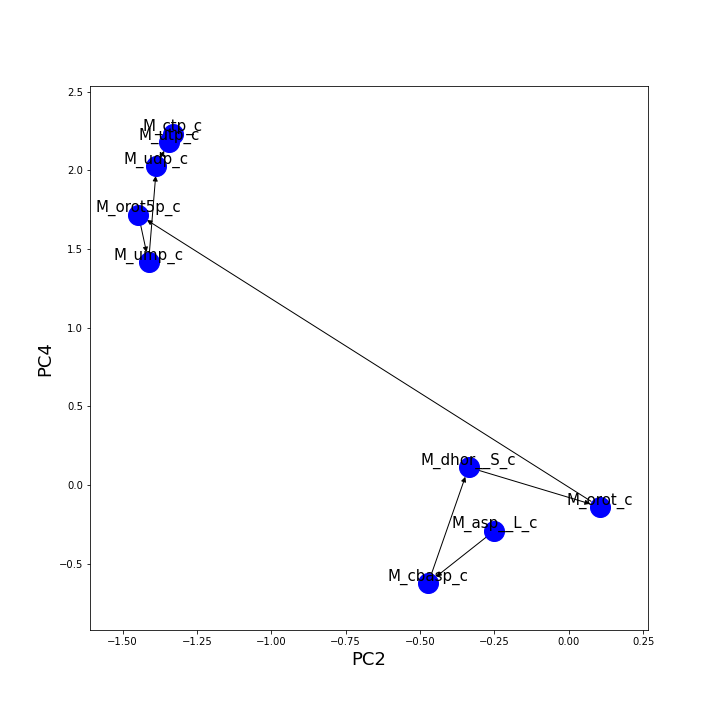 2.5
M_ctp_c
M_utp_c
M_udp_c
2.0
M_orot5p_c
1.5
M_ump_c
1.0
PC4
0.5
M_dhor__S_c
0.0
M_orot_c
M_asp__L_c
−0.5
M_cbasp_c
−1.50 −1.25 −1.00 −0.75 −0.50 −0.25 0.00 0.25
PC2